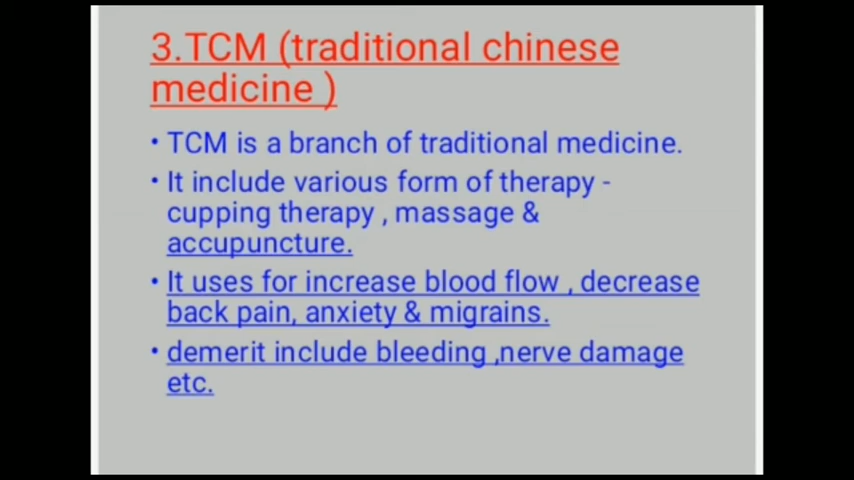 3.TCM (traditional chinese
medicine )
• TCM is a branch of traditional medicine.
• It include various form of therapy -
cupping therapy , massage &
accupuncture.
• It uses for increase blood flow , decrease
back pain, anxiety & migrains.
• demerit include bleeding ,nerve damage
etc.